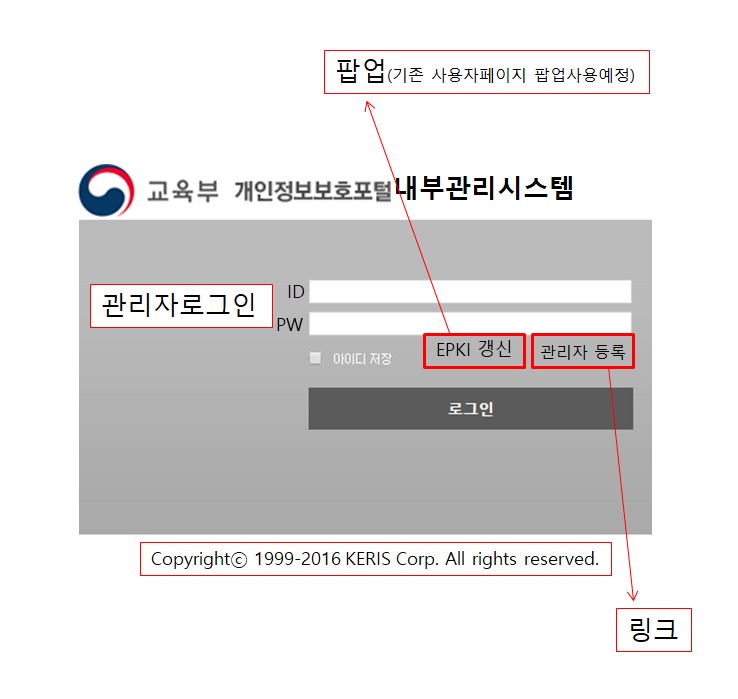 팝업(기존 사용자페이지 팝업사용예정)
교육부 개인정보보호포털내부관리시스템
관리자로그인
ID
PW
아이디 저장
EPKI 갱신
관리자 등록
로그인
Copyrightⓒ 1999-2016 KERIS Corp. All rights reserved.
링크